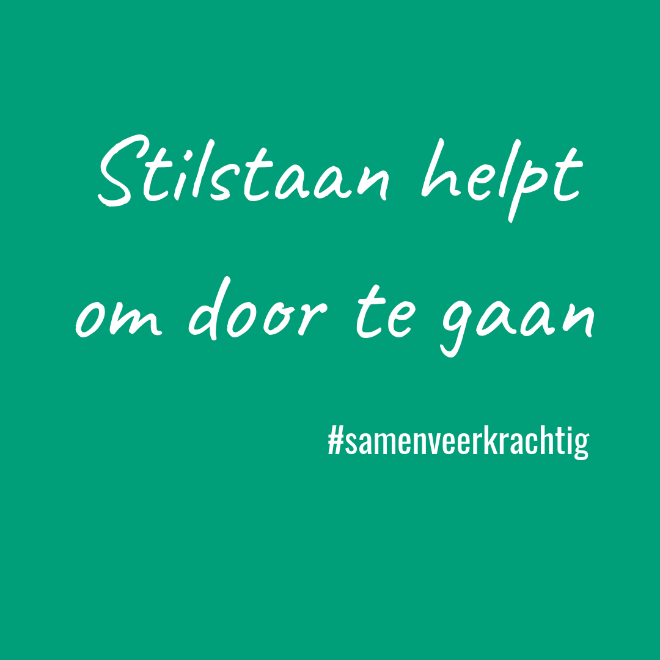 Stilstaan helpt
om door te gaan
#samenveerkrachtig